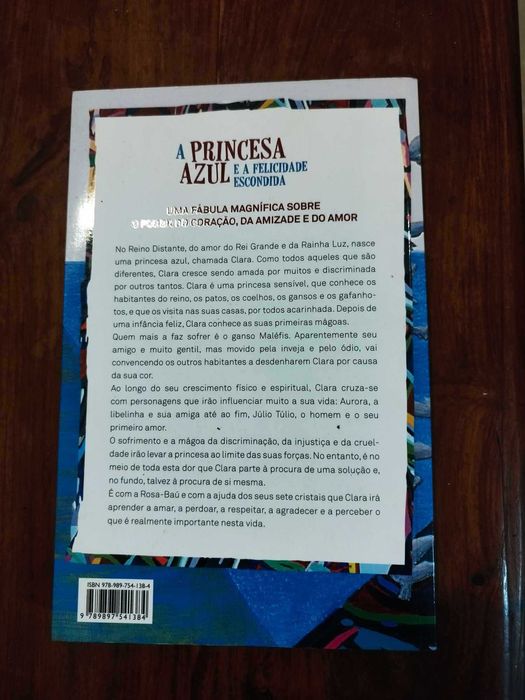 A PRINCESA
AZUL E A FELICIDADE
ESCONDIDA
UMA FÁBULA MAGNÍFICA SOBRE
O PODER DO CORAÇÃO, DA AMIZADE E DO AMOR
No Reino Distante, do amor do Rei Grande e da Rainha Luz, nasce
uma princesa azul, chamada Clara. Como todos aqueles que são
diferentes, Clara cresce sendo amada por muitos e discriminada
por outros tantos. Clara é uma princesa sensível, que conhece os
habitantes do reino, os patos, os coelhos, os gansos e os gafanho-
tos, e que os visita nas suas casas, por todos acarinhada. Depois de
uma infância feliz, Clara conhece as suas primeiras mágoas.
Quem mais a faz sofrer é o ganso Maléfis. Aparentemente seu
amigo e muito gentil, mas movido pela inveja e pelo ódio, vai
convencendo os outros habitantes a desdenharem Clara por causa
da sua cor.
Ao longo do seu crescimento físico e espiritual, Clara cruza-se
com personagens que irão influenciar muito a sua vida: Aurora, a
libelinha e sua amiga até ao fim, Júlio Túlio, o homem e o seu
primeiro amor.
O sofrimento e a mágoa da discriminação, da injustiça e da cruel-
dade irão levar a princesa ao limite das suas forças. No entanto, é no
meio de toda esta dor que Clara parte à procura de uma solução e,
no fundo, talvez à procura de si mesma.
É com a Rosa-Baú e com a ajuda dos seus sete cristais que Clara irá
aprender a amar, a perdoar, a respeitar, a agradecer e a perceber o
que é realmente importante nesta vida.
ISBN 978-989-754-138-4
9 789897 541384